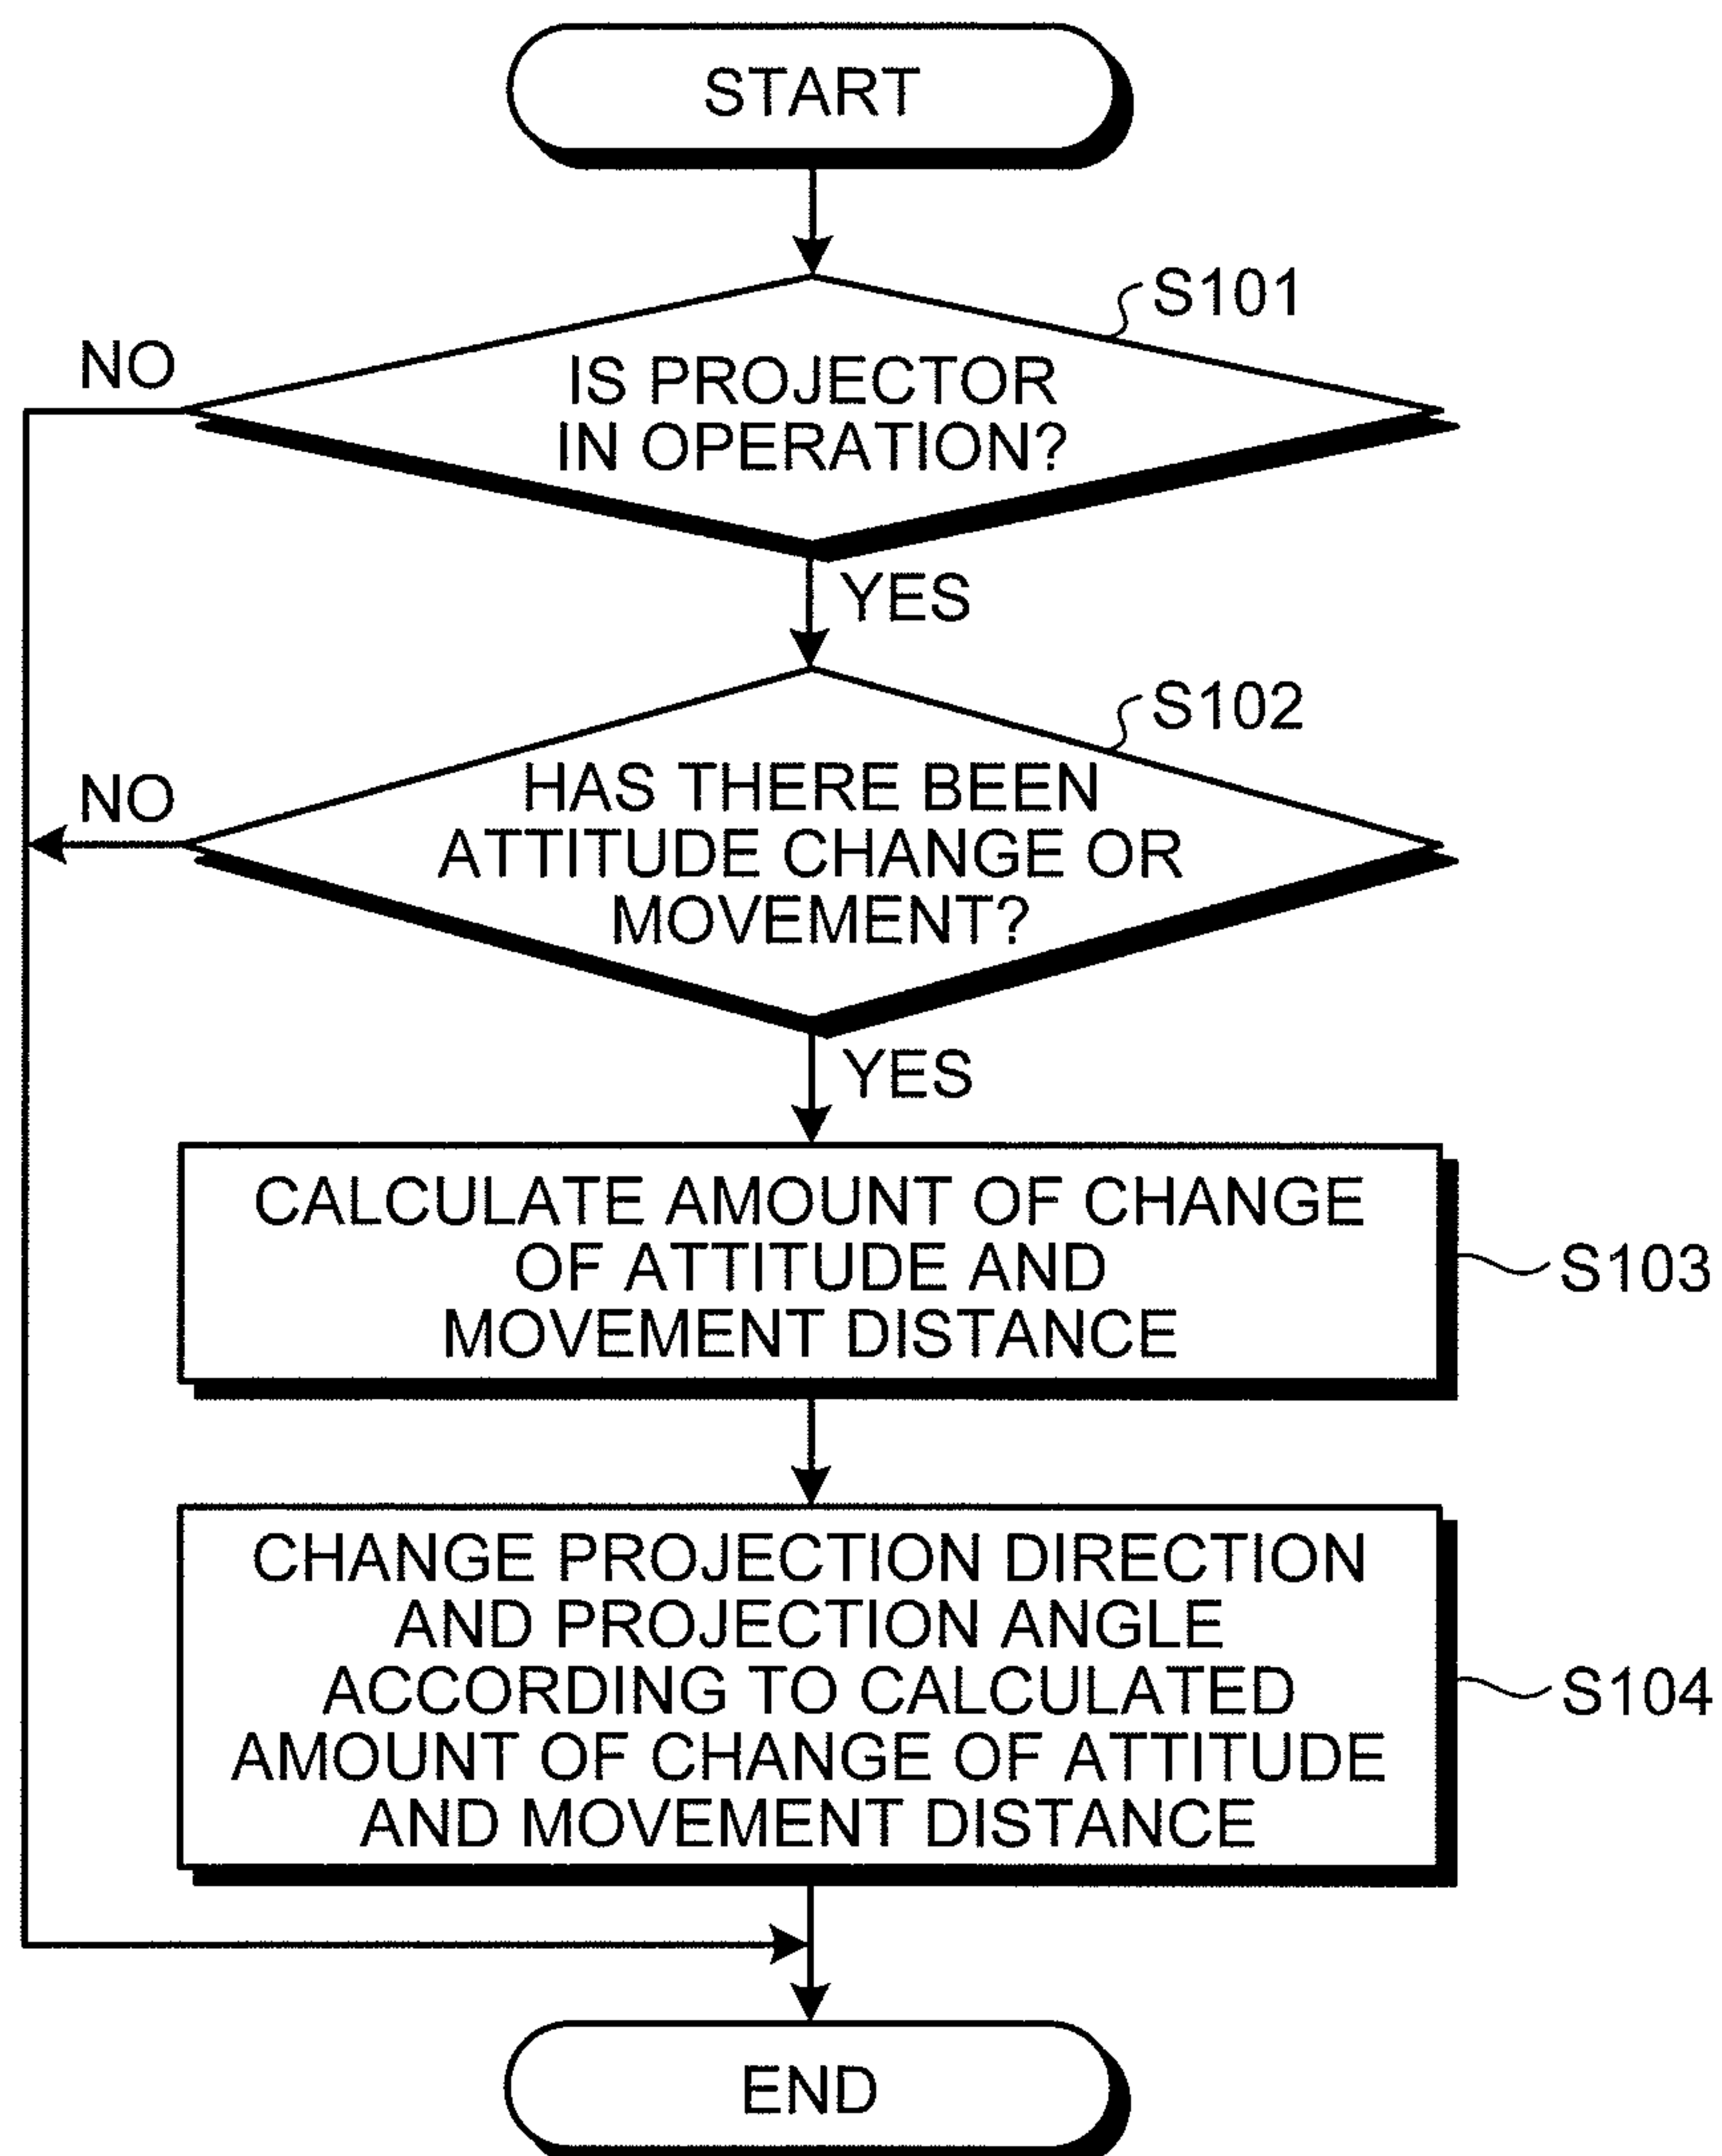 START
S101
NO
IS PROJECTOR
IN OPERATION?
YES
S102
NO
HAS THERE BEEN
ATTITUDE CHANGE OR
MOVEMENT?
YES
CALCULATE AMOUNT OF CHANGE
OF ATTITUDE AND
MOVEMENT DISTANCE
S103
CHANGE PROJECTION DIRECTION
AND PROJECTION ANGLE
ACCORDING TO CALCULATED
AMOUNT OF CHANGE OF ATTITUDE
AND MOVEMENT DISTANCE
S104
END